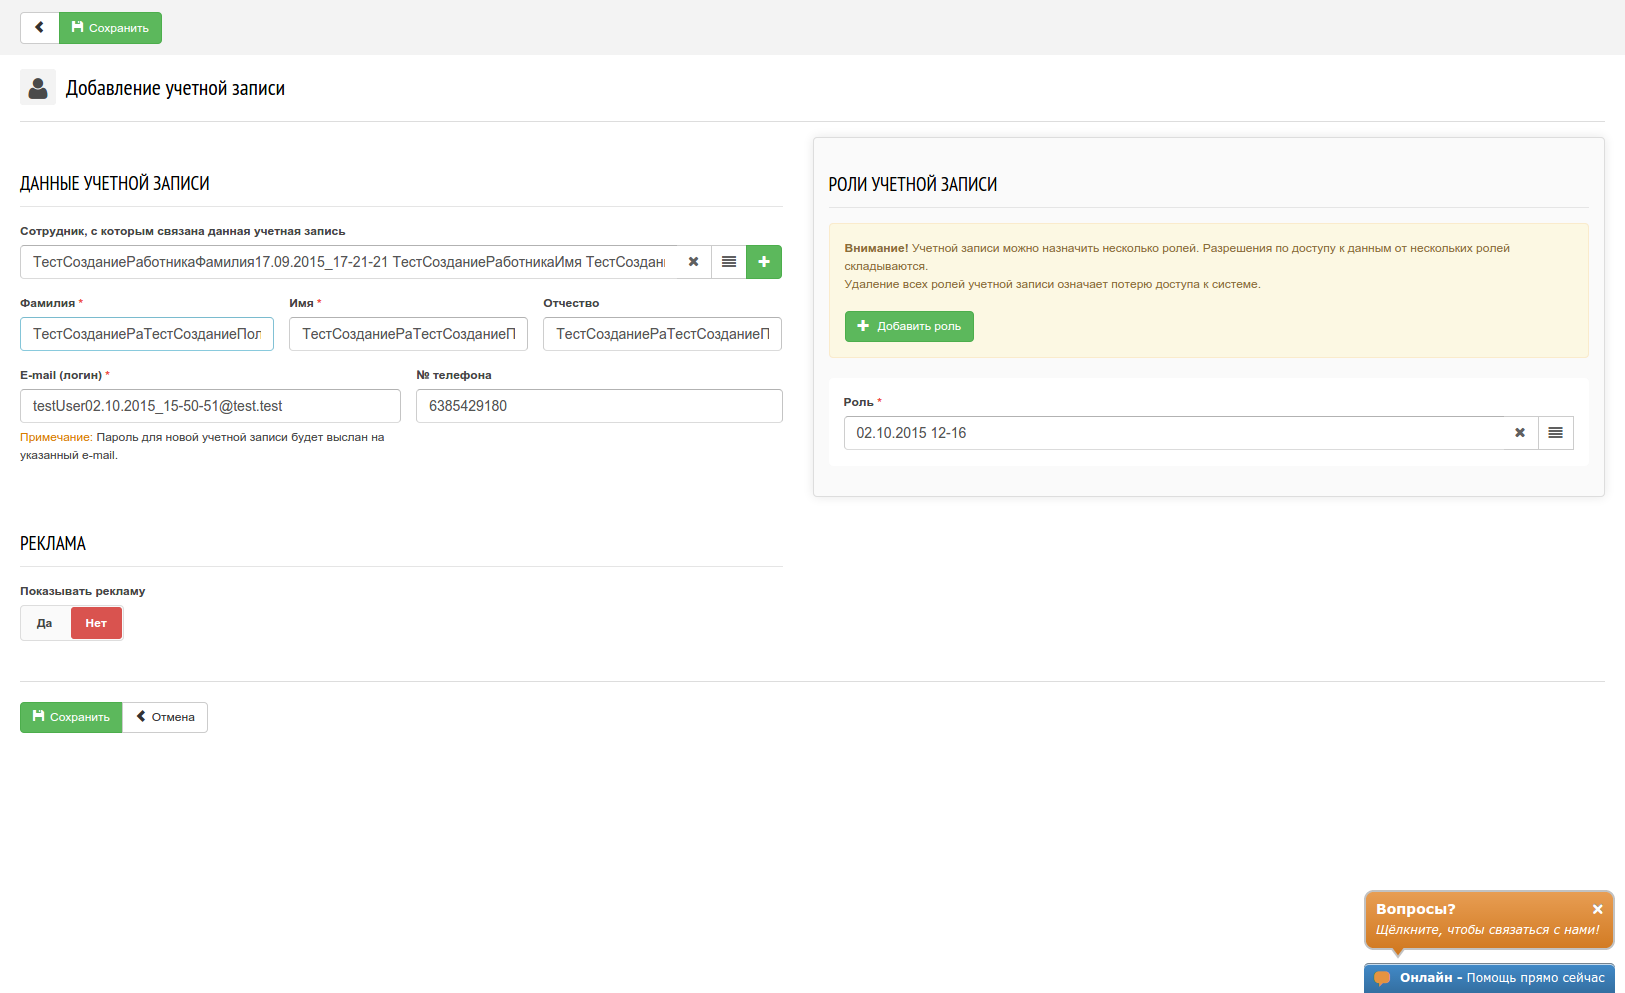 Сохранить
Добавление учетной записи
ДАННЫЕ УЧЕТНОЙ ЗАПИСИ
Сотрудник, с которым связана данная учетная запись
ТестСозданиеРаботникаФамилия17.09.2015_17-21-21 ТестСозданиеРаботникаИмя ТестСоздани
Фамилия *
Имя *
Отчество
ТестСозданиеРаТестСозданиеПол
ТестСозданиеРаТестСозданиеП
ТестСозданиеРаТестСозданиеП
E-mail (логин) *
№ телефона
testUser02.10.2015_15-50-51@test.test
6385429180
Примечание: Пароль для новой учетной записи будет выслан на
указанный e-mail.
РОЛИ УЧЕТНОЙ ЗАПИСИ
Внимание! Учетной записи можно назначить несколько ролей. Разрешения по доступу к данным от нескольких ролей
складываются.
Удаление всех ролей учетной записи означает потерю доступа к системе.
Добавить роль
Роль *
02.10.2015 12-16
РЕКЛАМА
Показывать рекламу
Да
Нет
Сохранить
Отмена
Вопросы?
Щёлкните, чтобы связаться с нами!
Онлайн - Помощь прямо сейчас